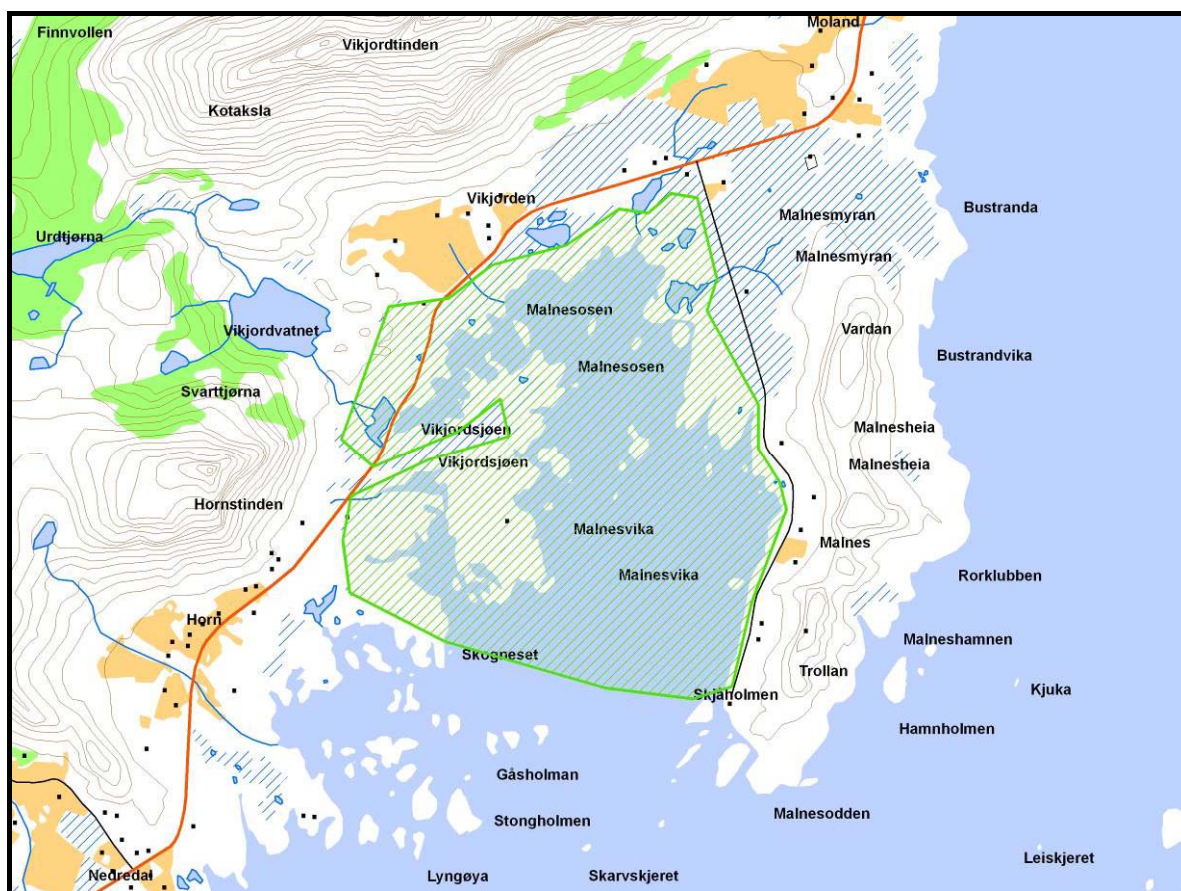 Moland
Finnvollen
Vikjordtinden
Kotaksla
Vikjorden
Bustranda
Malnesmyran
Urdtjørna
Malnesmyran
Malnesosen
Vikjordvatnet
Vardan
Bustrandvika
Malnesosen
Svarttjørna
Vikjordsjøen
Malnesheia
Vikjordsjøen
Malnesheia
Hornstinden
Malnesvika
Malnes
Malnesvika
Rorklubben
Horn
Malneshamnen
Skogneset
Trollan
Skjåholmen
Kjuka
Hamnholmen
Gåsholman
Malnesodden
Stongholmen
Leiskjeret
Nedredal
Lyngøya
Skarvskjeret